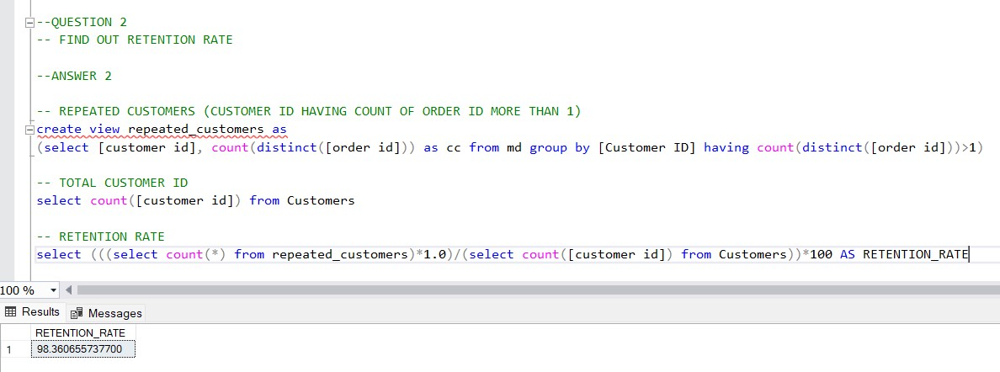 --QUESTION 2
-- FIND OUT RETENTION RATE
--ANSWER 2
-- REPEATED CUSTOMERS (CUSTOMER ID HAVING COUNT OF ORDER ID MORE THAN 1)
create view repeated_customers as
(select [customer id], count(distinct([order id])) as cc from md group by [Customer ID] having count(distinct([order id]))>1)
-- TOTAL CUSTOMER ID
select count([customer id]) from Customers
-- RETENTION RATE
select (((select count(*) from repeated_customers)*1.0)/(select count([customer id]) from Customers))*100 AS RETENTION_RATE
100 %
Results Messages
RETENTION_RATE
1 98.360655737700